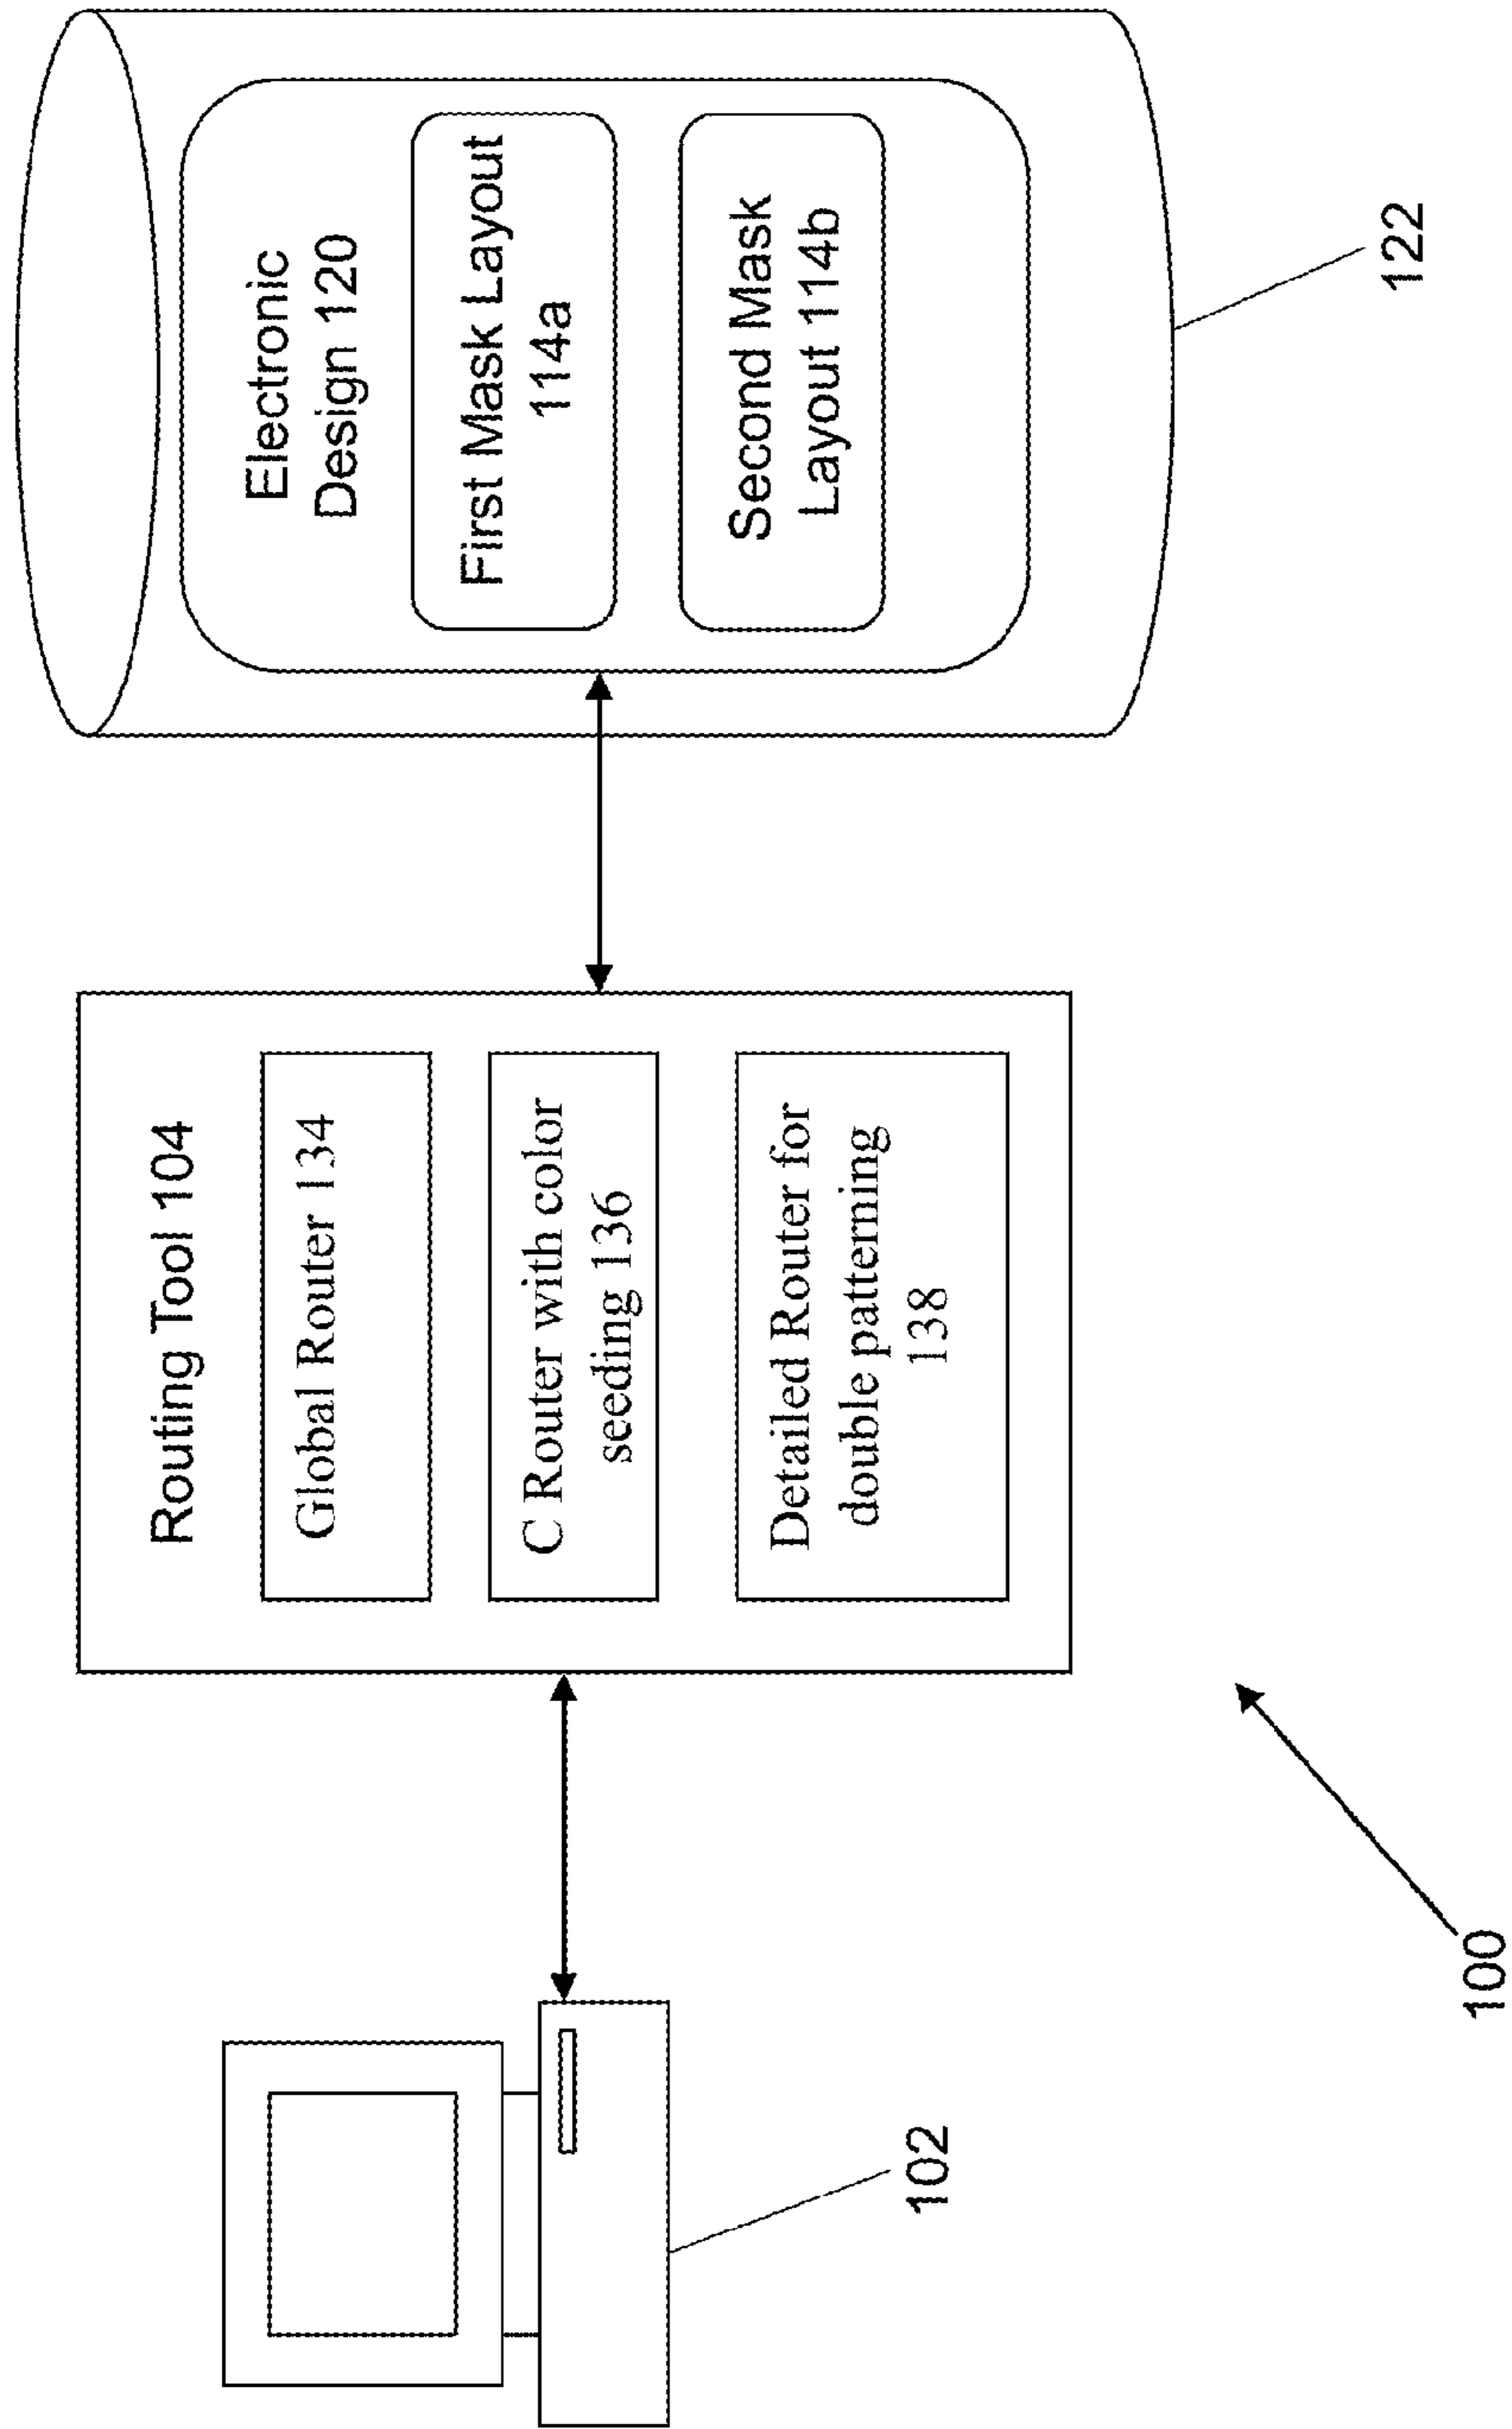 Routing Tool 104
Global Router 134
C Router with color
seeding 136
Detailed Router for
double patterning
138
Electronic
Design 120
First Mask Layout
114a
Second Mask
Layout 114b
102
122
100